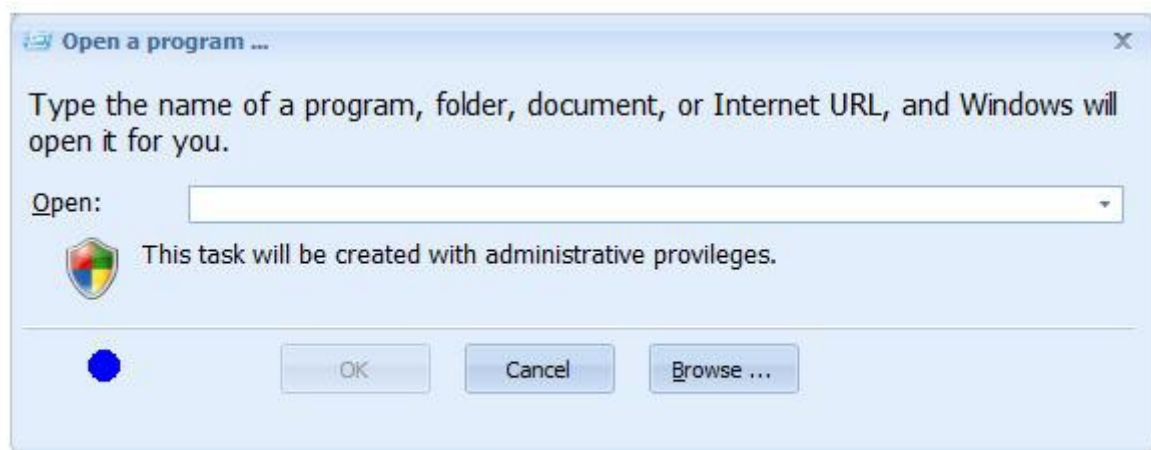 Open a program ...
Type the name of a program, folder, document, or Internet URL, and Windows will
open it for you.
Open:
This task will be created with administrative provileges.
OK Cancel Browse ...